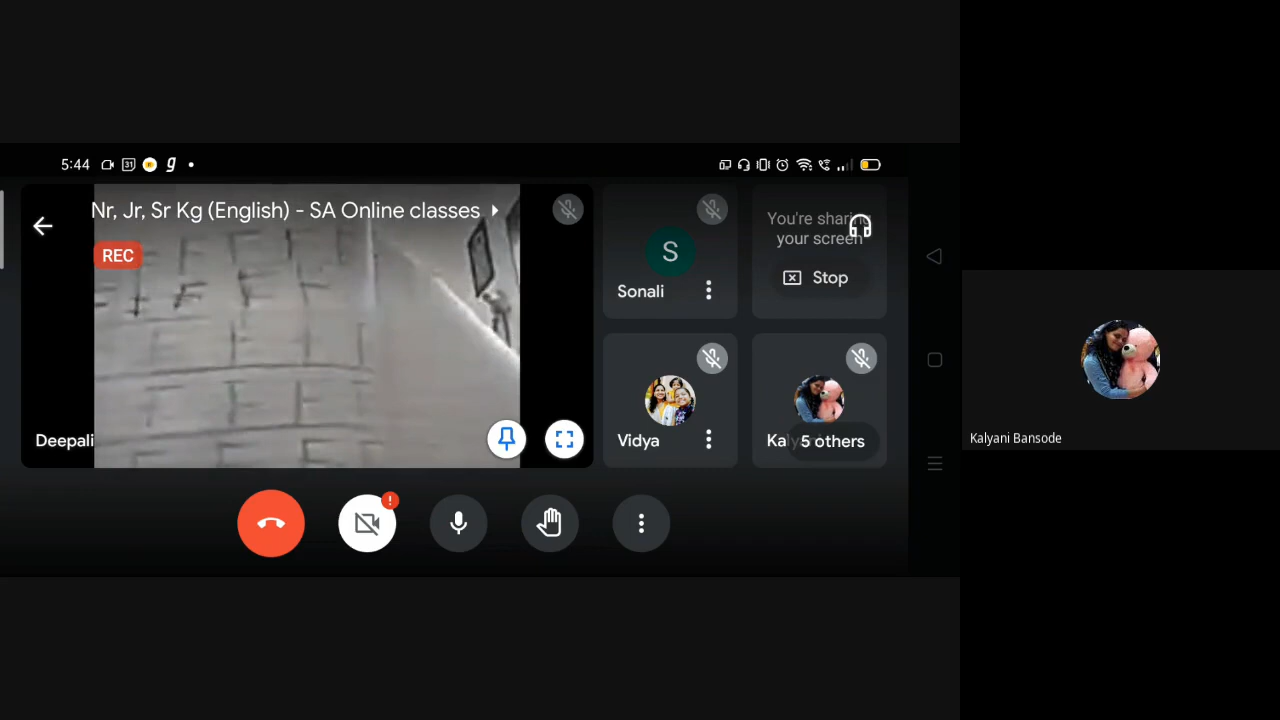 5:44 31 g
Nr, Jr, Sr Kg (English) - SA Online classes
REC
Deepali
S
Sonali
You're sharing
your screen
Stop
Vidya
5 others
Kalyani Bansode